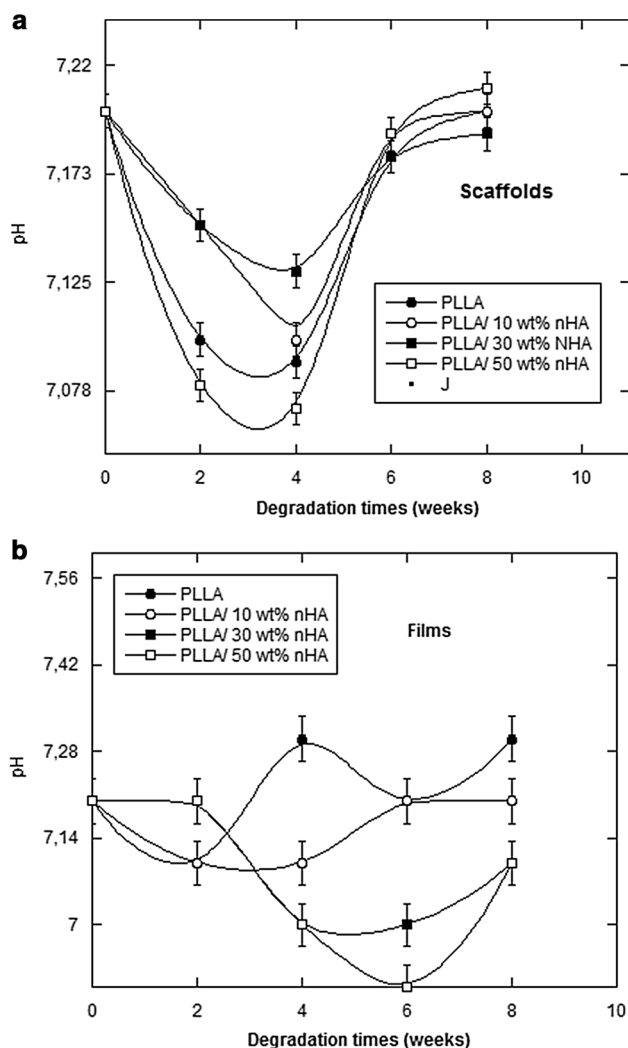 a
7,22
7,173
7,125
7,078
pH
Scaffolds
PLLA
PLLA/ 10 wt% nHA
PLLA/ 30 wt% NHA
PLLA/ 50 wt% nHA
J
0 2 4 6 8 10
Degradation times (weeks)
b
7,56
7,42
7,28
7,14
7
pH
PLLA
PLLA/ 10 wt% nHA
PLLA/ 30 wt% nHA
PLLA/ 50 wt% nHA
Films
0 2 4 6 8 10
Degradation times (weeks)